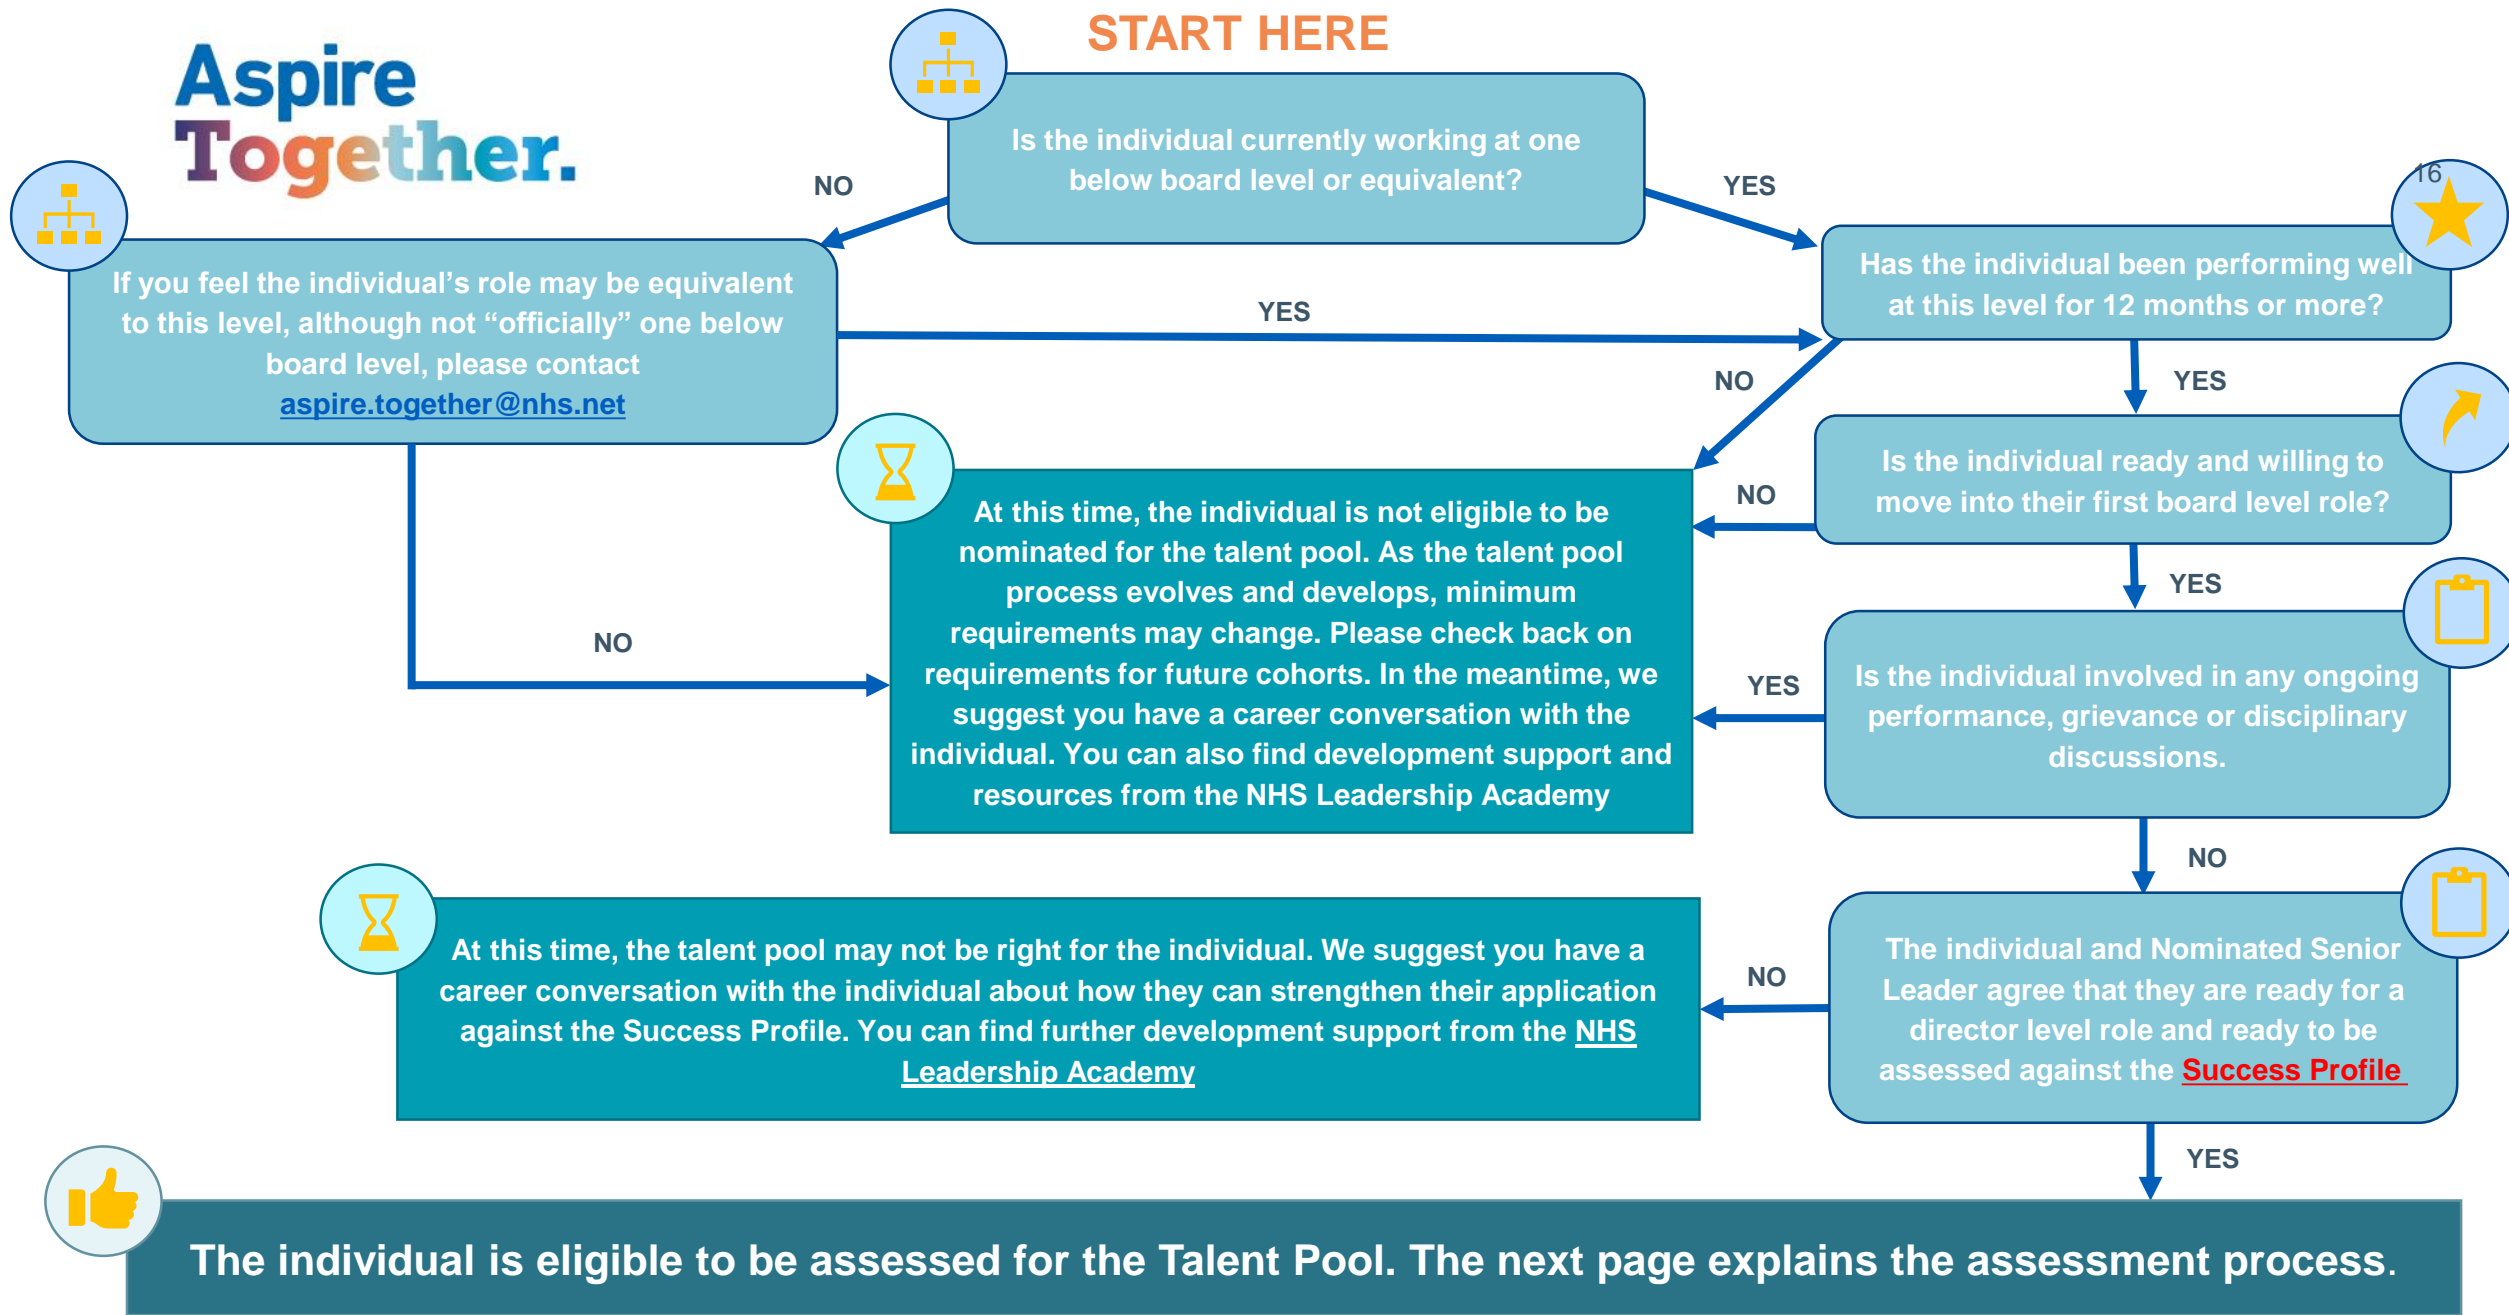 START HERE
Aspire
Together.
Is the individual currently working at one
below board level or equivalent?
NO
YES
16
If you feel the individual’s role may be equivalent
to this level, although not “officially” one below
board level, please contact
aspire.together@nhs.net
YES
Has the individual been performing well
at this level for 12 months or more?
NO
YES
Is the individual ready and willing to
move into their first board level role?
NO
YES
At this time, the individual is not eligible to be
nominated for the talent pool. As the talent pool
process evolves and develops, minimum
requirements may change. Please check back on
requirements for future cohorts. In the meantime, we
suggest you have a career conversation with the
individual. You can also find development support and
resources from the NHS Leadership Academy
NO
YES
Is the individual involved in any ongoing
performance, grievance or disciplinary
discussions.
NO
At this time, the talent pool may not be right for the individual. We suggest you have a
career conversation with the individual about how they can strengthen their application
against the Success Profile. You can find further development support from the NHS
Leadership Academy
NO
The individual and Nominated Senior
Leader agree that they are ready for a
director level role and ready to be
assessed against the Success Profile
YES
The individual is eligible to be assessed for the Talent Pool. The next page explains the assessment process.